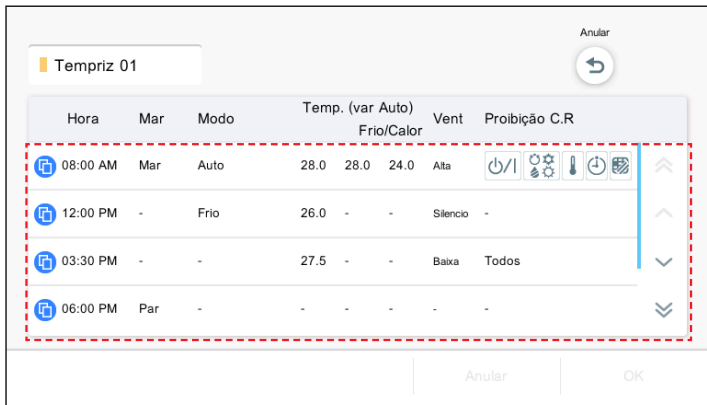 Anular
Tempriz 01
Hora Mar Modo Temp. (var Auto) Frio/Calor Vent Proibição C.R
08:00 AM Mar Auto 28.0 28.0 24.0 Alta
12:00 PM - Frio 26.0 - - Silencio -
03:30 PM - - 27.5 - - Baixa Todos
06:00 PM Par - - - - - -
Anular OK